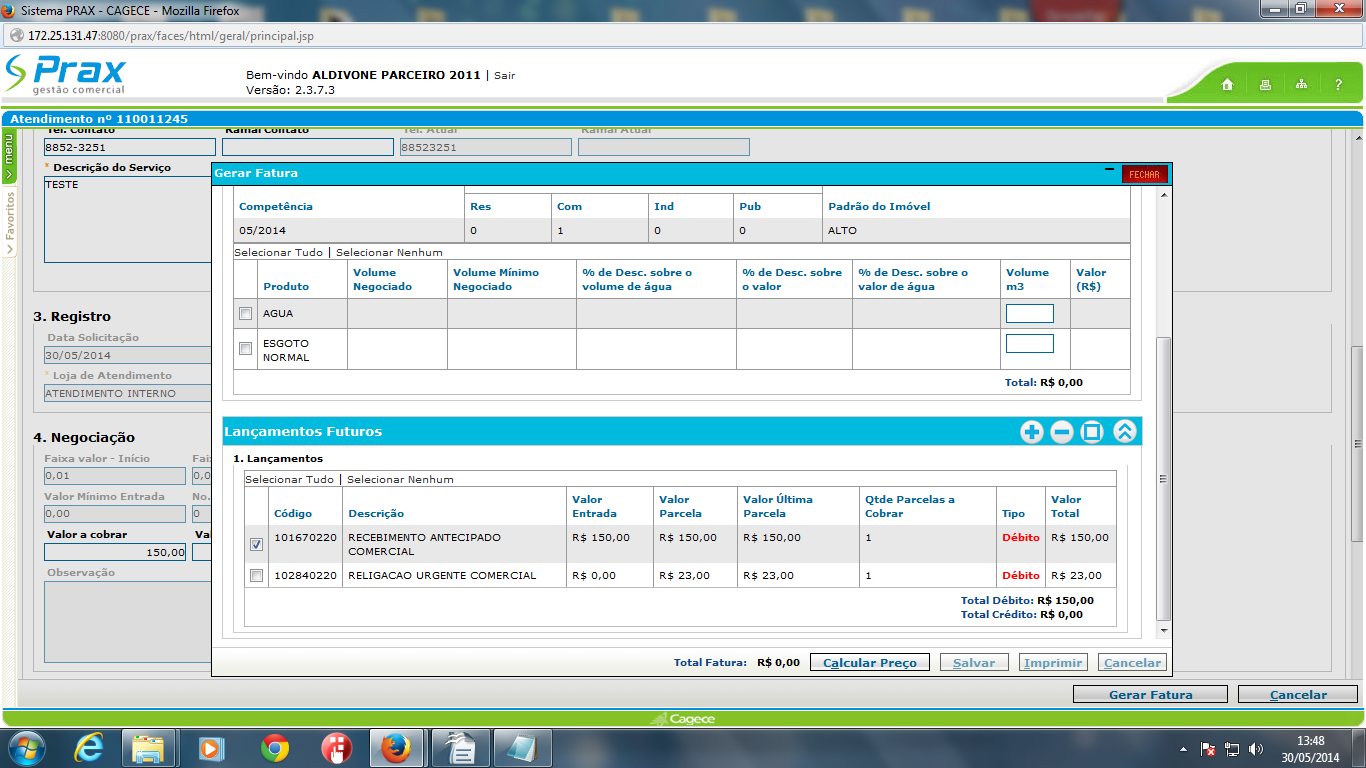 Sistema PRAX - CAGECE - Mozilla Firefox
172.25.131.47:8080/prax/faces/html/geral/principal.jsp
Prax
gestão comercial
Bem-vindo ALDIVONE PARCEIRO 2011 | Sair
Versão: 2.3.7.3
?
Atendimento nº 110011245
menu
Favoritos
Tel. Contato Ramal Contato Tel. Atual Ramal Atual
8852-3251 88523251
* Descrição do Serviço
TESTE
3. Registro
Data Solicitação
30/05/2014
* Loja de Atendimento
ATENDIMENTO INTERNO
4. Negociação
Faixa valor - Início Fai
0,01 0,0
Valor Mínimo Entrada No.
0,00 0
Valor a cobrar Va
150,00
Observação
Gerar Fatura FECHAR
Competência Res Com Ind Pub Padrão do Imóvel
05/2014 0 1 0 0 ALTO
Selecionar Tudo | Selecionar Nenhum
Produto Volume Negociado Volume Mínimo Negociado % de Desc. sobre o volume de água % de Desc. sobre o valor % de Desc. sobre o valor de água Volume m3 Valor (R$)
AGUA
ESGOTO NORMAL
Total: R$ 0,00
Lançamentos Futuros
1. Lançamentos
Selecionar Tudo | Selecionar Nenhum
Código Descrição Valor Entrada Valor Parcela Valor Última Parcela Qtde Parcelas a Cobrar Tipo Valor Total
101670220 RECEBIMENTO ANTECIPADO COMERCIAL R$ 150,00 R$ 150,00 R$ 150,00 1 Débito R$ 150,00
102840220 RELIGACAO URGENTE COMERCIAL R$ 0,00 R$ 23,00 R$ 23,00 1 Débito R$ 23,00
Total Débito: R$ 150,00
Total Crédito: R$ 0,00
Total Fatura: R$ 0,00 Calcular Preço Salvar Imprimir Cancelar
Gerar Fatura Cancelar
Cagece
13:48
30/05/2014